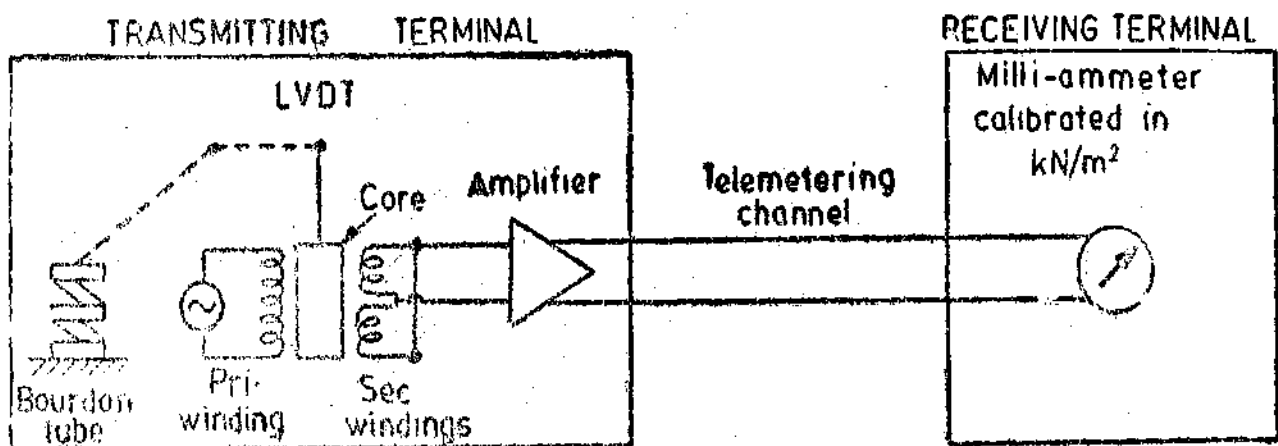 TRANSMITTING TERMINAL
RECEIVING TERMINAL
LVDT
Milli-ammeter
calibrated in
kN/m²
Core
Amplifier
Telemetering
channel
Bourdon
tube
Pri-
winding
Sec
windings